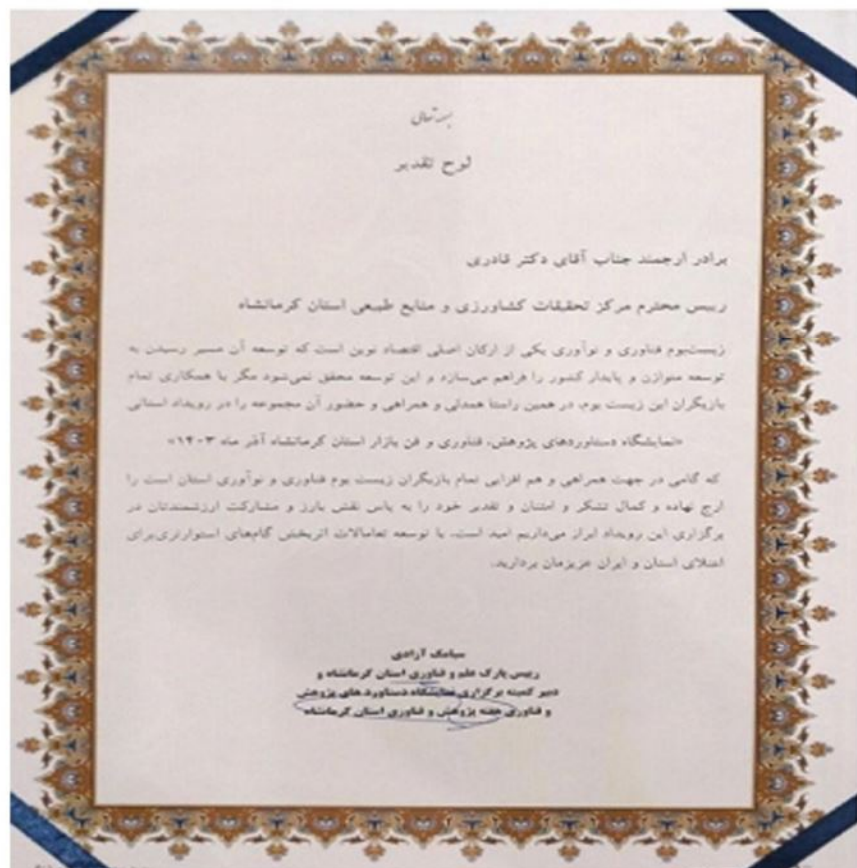 بسمه تعالی
لوح تقدیر
برادر ارجمند جناب آقای دکتر قادری
رییس محترم مرکز تحقیقات کشاورزی و منابع طبیعی استان کرمانشاه
زیست‌بوم فناوری و نوآوری یکی از ارکان اصلی اقتصاد نوین است که توسعه آن مسیر رسیدن به
توسعه متوازن و پایدار کشور را فراهم می‌سازد و این توسعه محقق نمی‌شود مگر با همکاری تمام
بازیگران این زیست بوم. در همین راستا همدلی و همراهی و حضور آن مجموعه را در رویداد استانی
«نمایشگاه دستاوردهای پژوهش، فناوری و فن بازار استان کرمانشاه آذر ماه ۱۴۰۳»
که گامی در جهت همراهی و هم افزایی تمام بازیگران زیست بوم فناوری و نوآوری استان است را
ارج نهاده و کمال تشکر و امتنان و تقدیر خود را به پاس نقش بارز و مشارکت ارزشمندتان در
برگزاری این رویداد ابراز می‌داریم امید است، با توسعه تعاملات اثربخش گام‌های استوارتری برای
اعتلای استان و ایران عزیزمان بردارید.
سیامک آزادی
رییس پارک علم و فناوری استان کرمانشاه و
دبیر کمیته برگزاری نمایشگاه دستاورد های پژوهش
و فناوری هفته پژوهش و فناوری استان کرمانشاه